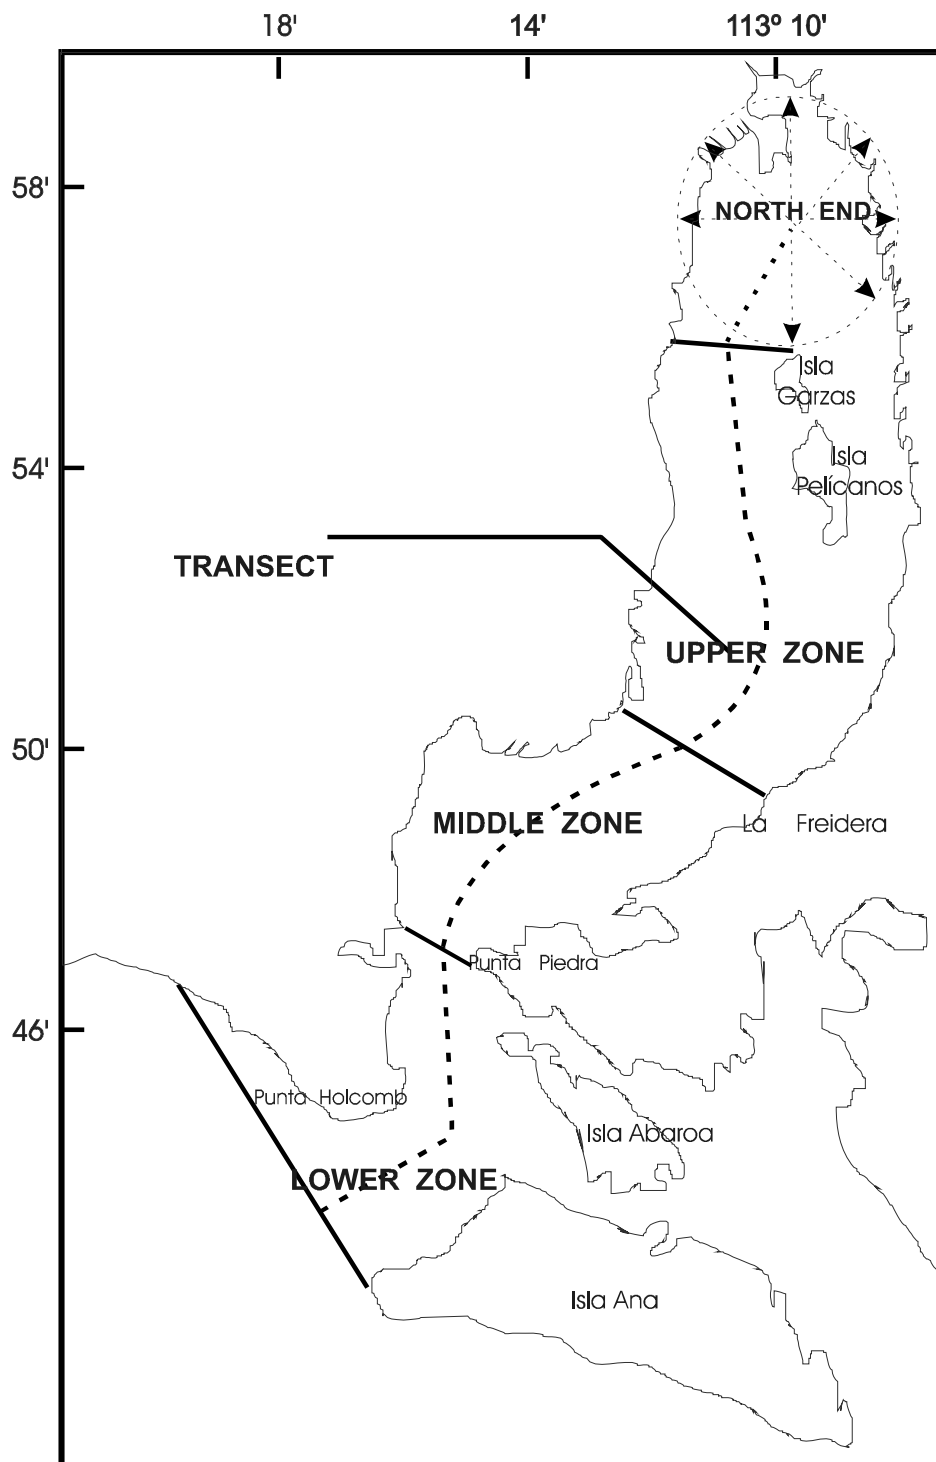 18' 14' 113º 10'
58'
NORTH END
Isla
Garzas
54'
Isla
Pelícanos
TRANSECT
UPPER ZONE
50'
MIDDLE ZONE
La Freidera
Punta Piedra
46'
Punta Holcomb
Isla Abaroa
LOWER ZONE
Isla Ana